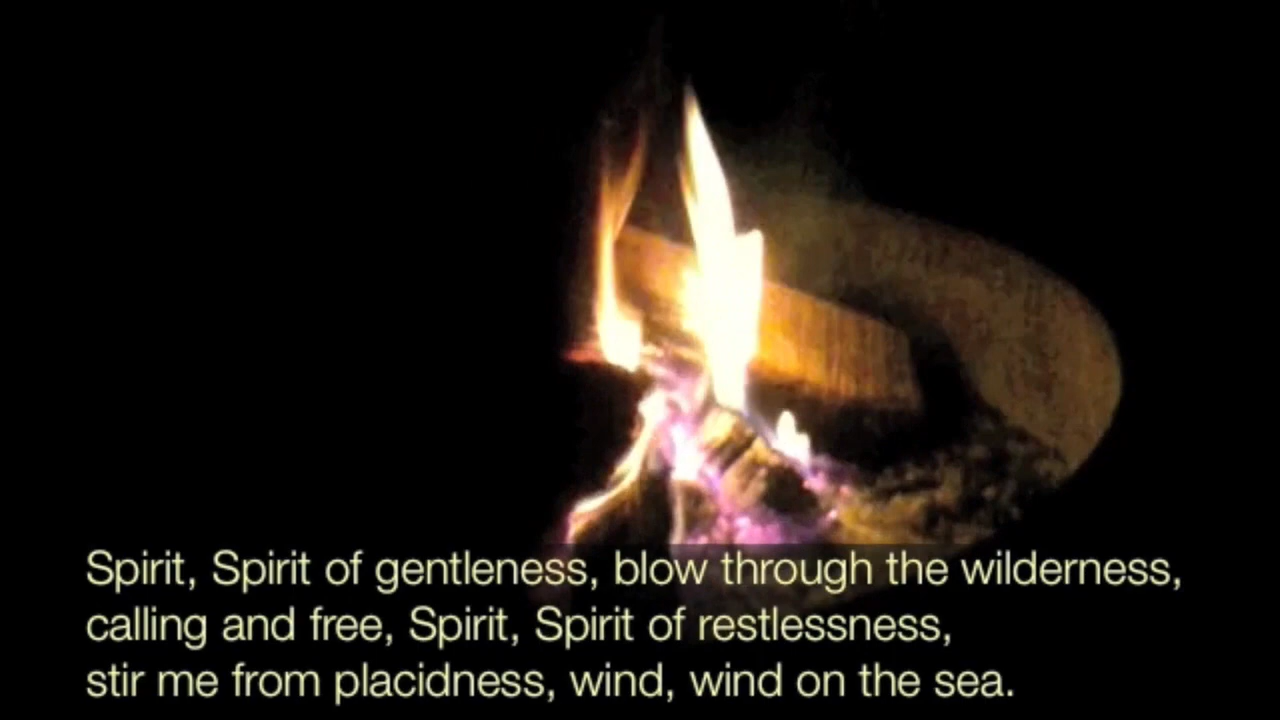 Spirit, Spirit of gentleness, blow through the wilderness,
calling and free, Spirit, Spirit of restlessness,
stir me from placidness, wind, wind on the sea.